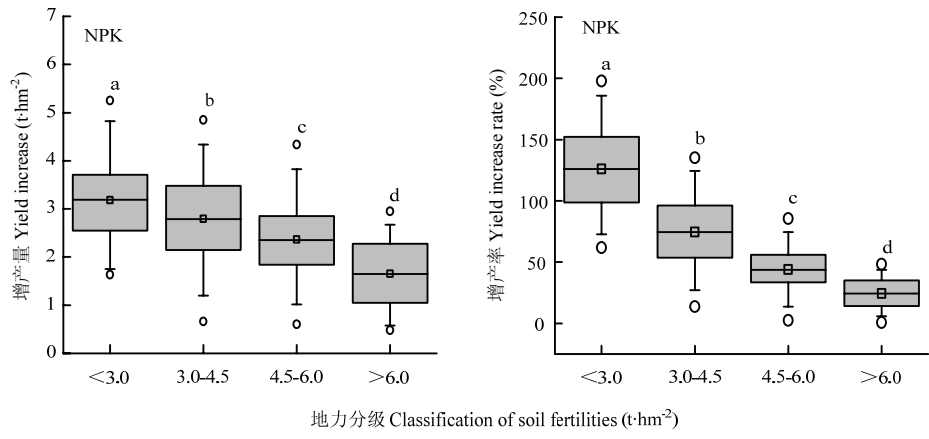 7
6
5
4
3
2
1
0
增产量 Yield increase (t·hm-2)
NPK
a
b
c
d
＜3.0
3.0-4.5
4.5-6.0
＞6.0
250
200
150
100
50
0
增产率 Yield increase rate (%)
NPK
a
b
c
d
＜3.0
3.0-4.5
4.5-6.0
＞6.0
地力分级 Classification of soil fertilities (t·hm-2)